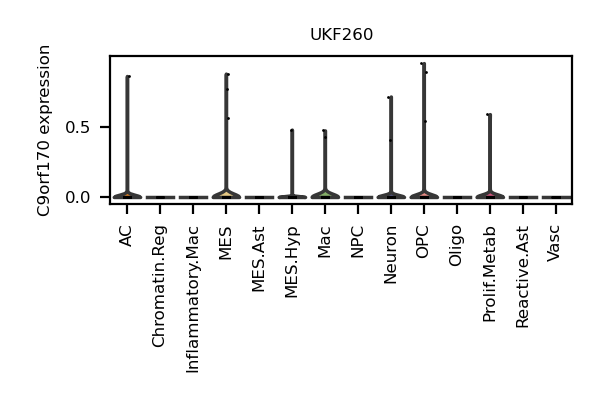 UKF260
C9orf170 expression
0.5
0.0
AC
Chromatin.Reg
Inflammatory.Mac
MES
MES.Ast
MES.Hyp
Mac
NPC
Neuron
OPC
Oligo
Prolif.Metab
Reactive.Ast
Vasc